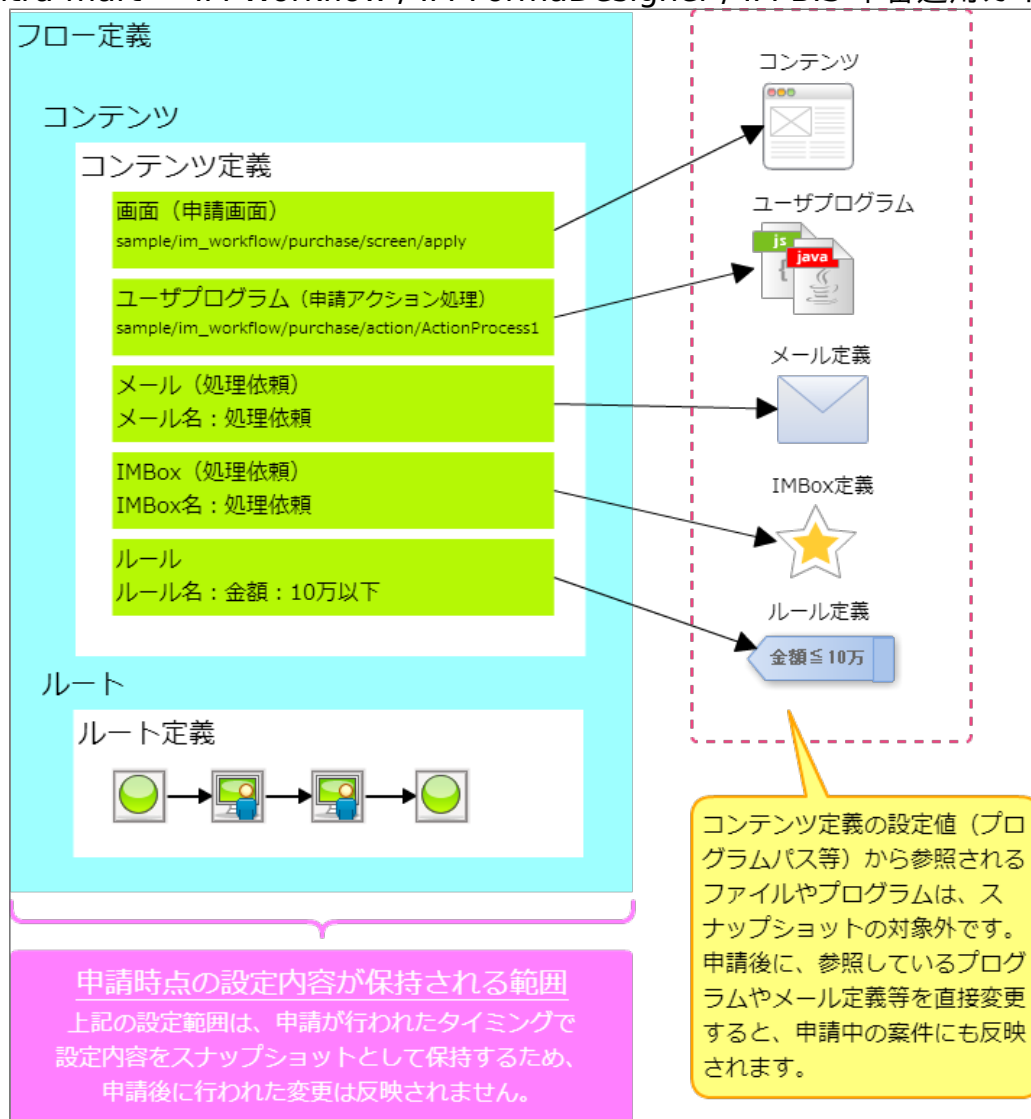 フロー定義
コンテンツ
コンテンツ定義
画面（申請画面）
sample/im_workflow/purchase/screen/apply
ユーザプログラム（申請アクション処理）
sample/im_workflow/purchase/action/ActionProcess1
メール（処理依頼）
メール名：処理依頼
IMBox（処理依頼）
IMBox名：処理依頼
ルール
ルール名：金額：10万以下
ルート
ルート定義
申請時点の設定内容が保持される範囲
上記の設定範囲は、申請が行われたタイミングで
設定内容をスナップショットとして保持するため、
申請後に行われた変更は反映されません。
コンテンツ
ユーザプログラム
js
java
メール定義
IMBox定義
ルール定義
金額≦10万
コンテンツ定義の設定値（プロ
グラムパス等）から参照される
ファイルやプログラムは、ス
ナップショットの対象外です。
申請後に、参照しているプログ
ラムやメール定義等を直接変更
すると、申請中の案件にも反映
されます。